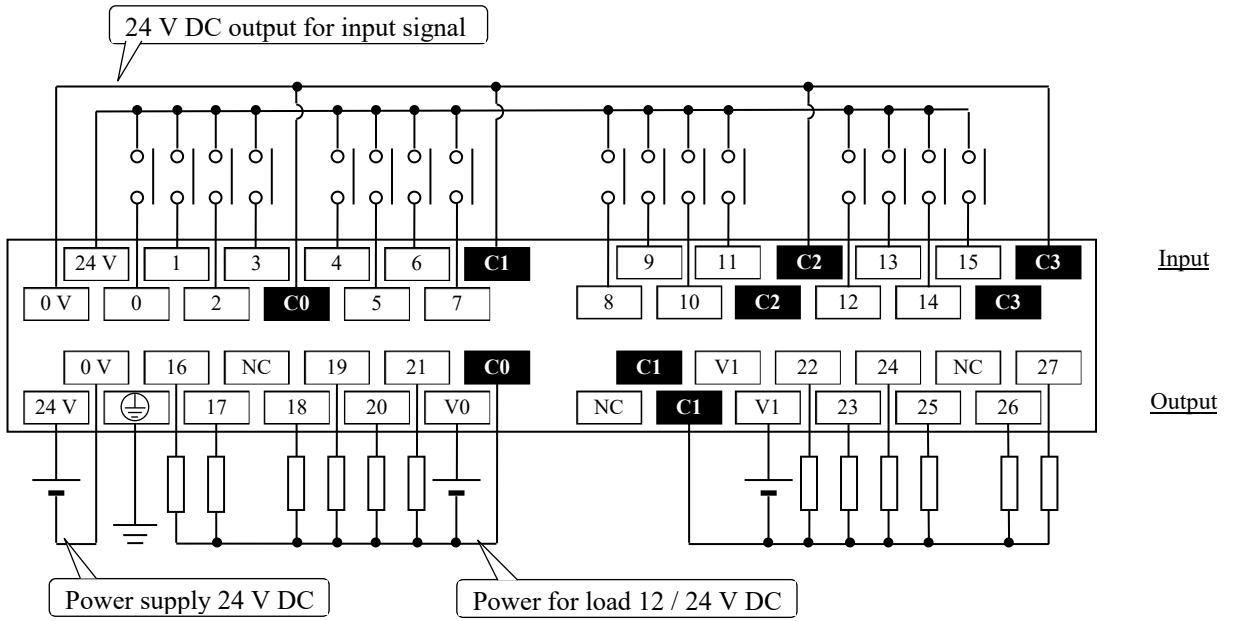 24 V DC output for input signal
24 V 1 3 4 6 C1 9 11 C2 13 15 C3
Input
0 V 0 2 C0 5 7 8 10 C2 12 14 C3
0 V 16 NC 19 21 C0 C1 V1 22 24 NC 27
24 V 17 18 20 V0 NC C1 V1 23 25 26
Output
Power supply 24 V DC
Power for load 12 / 24 V DC